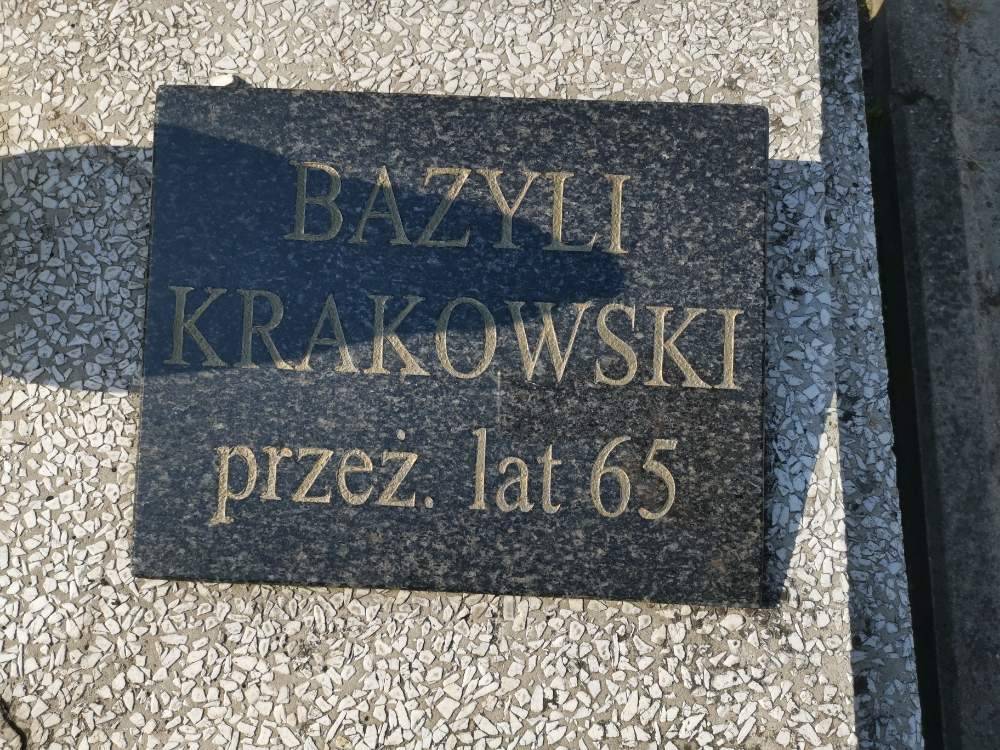 BAZYLI
KRAKOWSKI
przeż. lat 65